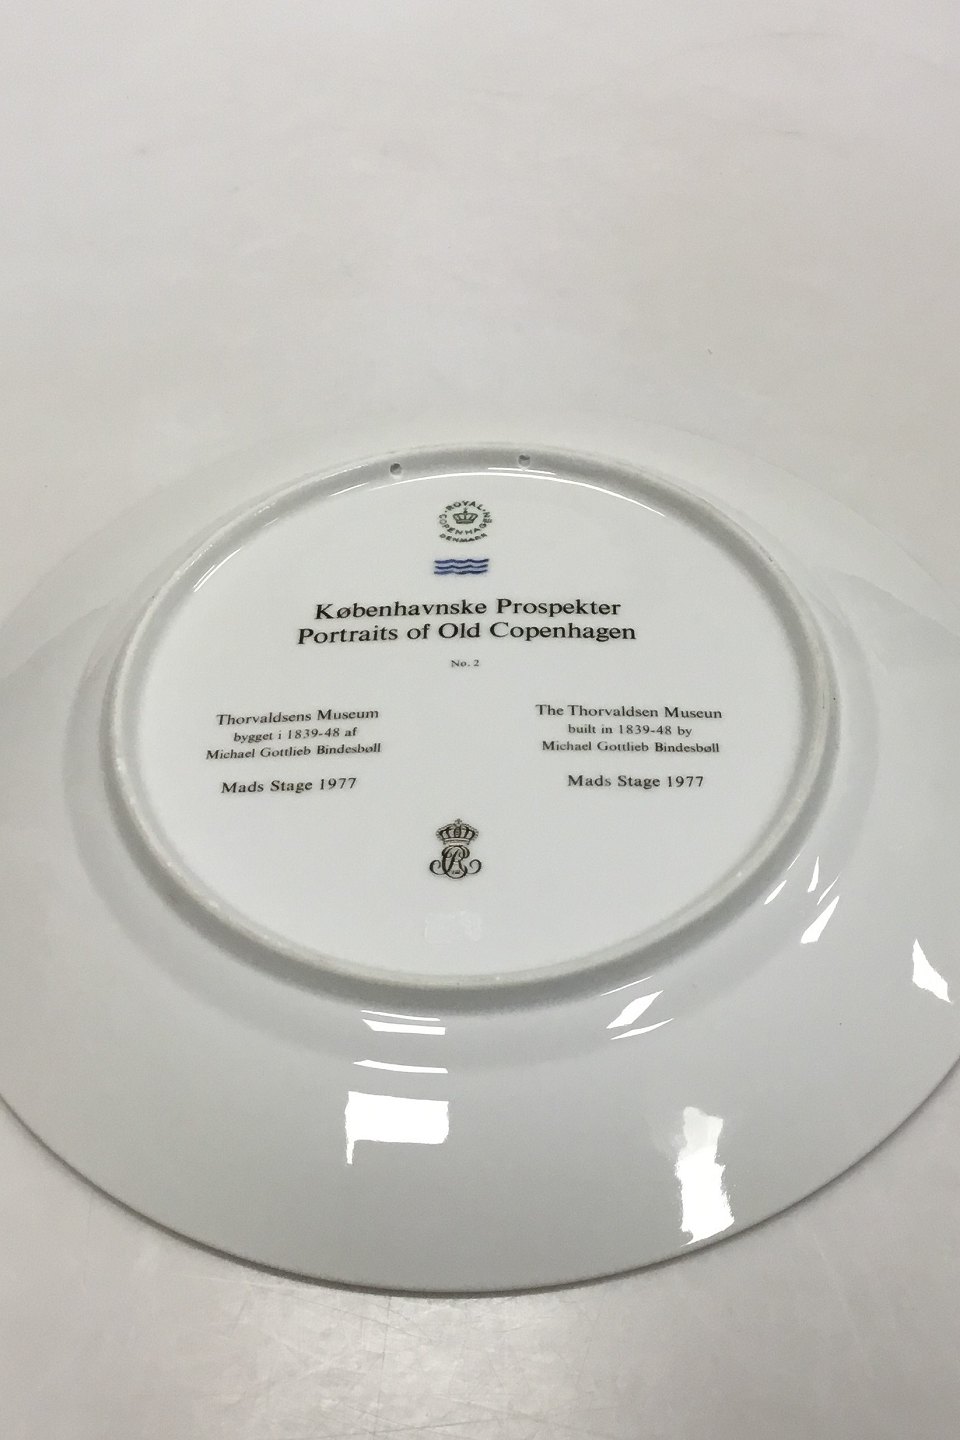 ROYAL
COPENHAGEN
DENMARK
Københavnske Prospekter
Portraits of Old Copenhagen
No. 2
Thorvaldsens Museum
bygget i 1839-48 af
Michael Gottlieb Bindesbøll
Mads Stage 1977
The Thorvaldsen Museun
built in 1839-48 by
Michael Gottlieb Bindesbøll
Mads Stage 1977